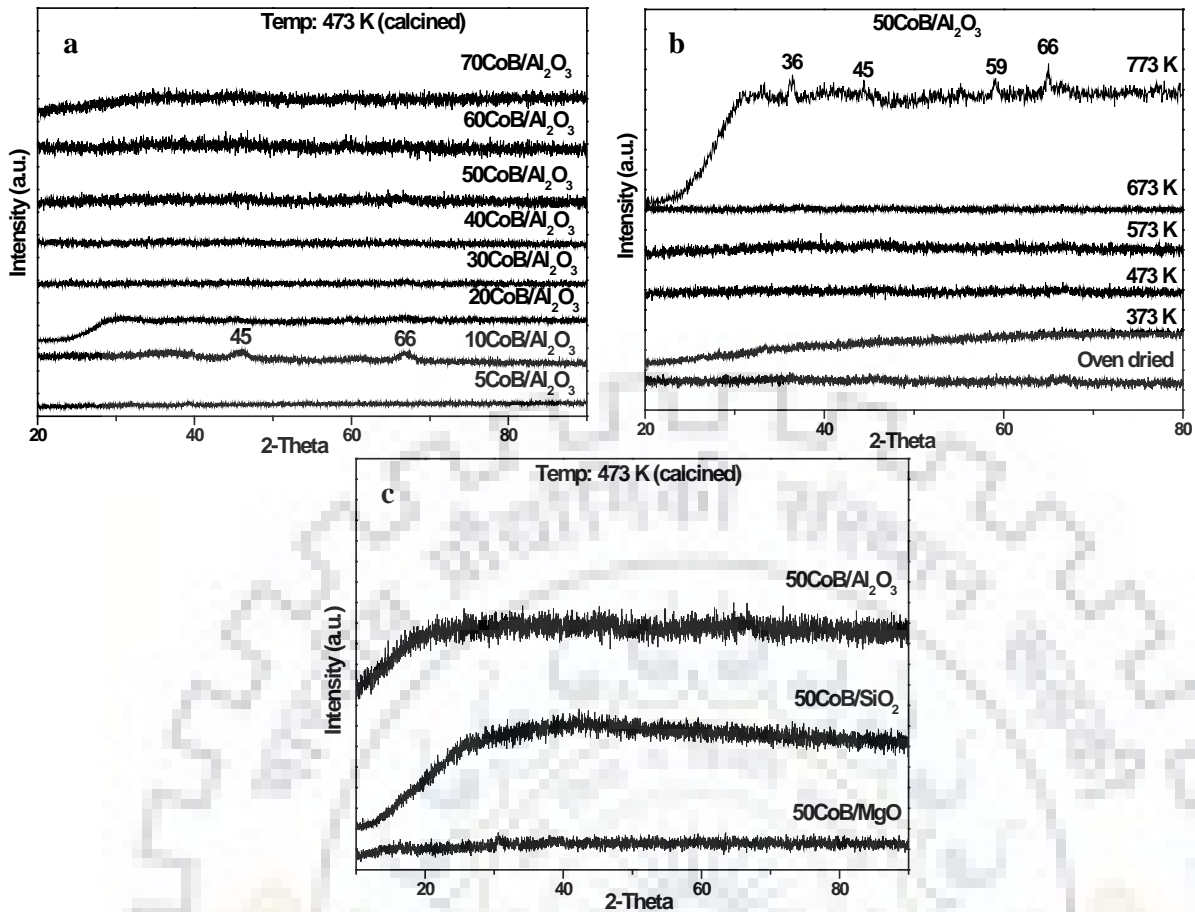 Temp: 473 K (calcined)
a
70CoB/Al₂O₃
60CoB/Al₂O₃
50CoB/Al₂O₃
40CoB/Al₂O₃
30CoB/Al₂O₃
20CoB/Al₂O₃
45 66 10CoB/Al₂O₃
5CoB/Al₂O₃
Intensity (a.u.)
20 40 60 80
2-Theta
50CoB/Al₂O₃
b
36 45 59 66 773 K
673 K
573 K
473 K
373 K
Oven dried
Intensity (a.u.)
20 40 60 80
2-Theta
Temp: 473 K (calcined)
c
50CoB/Al₂O₃
50CoB/SiO₂
50CoB/MgO
Intensity (a.u.)
20 40 60 80
2-Theta